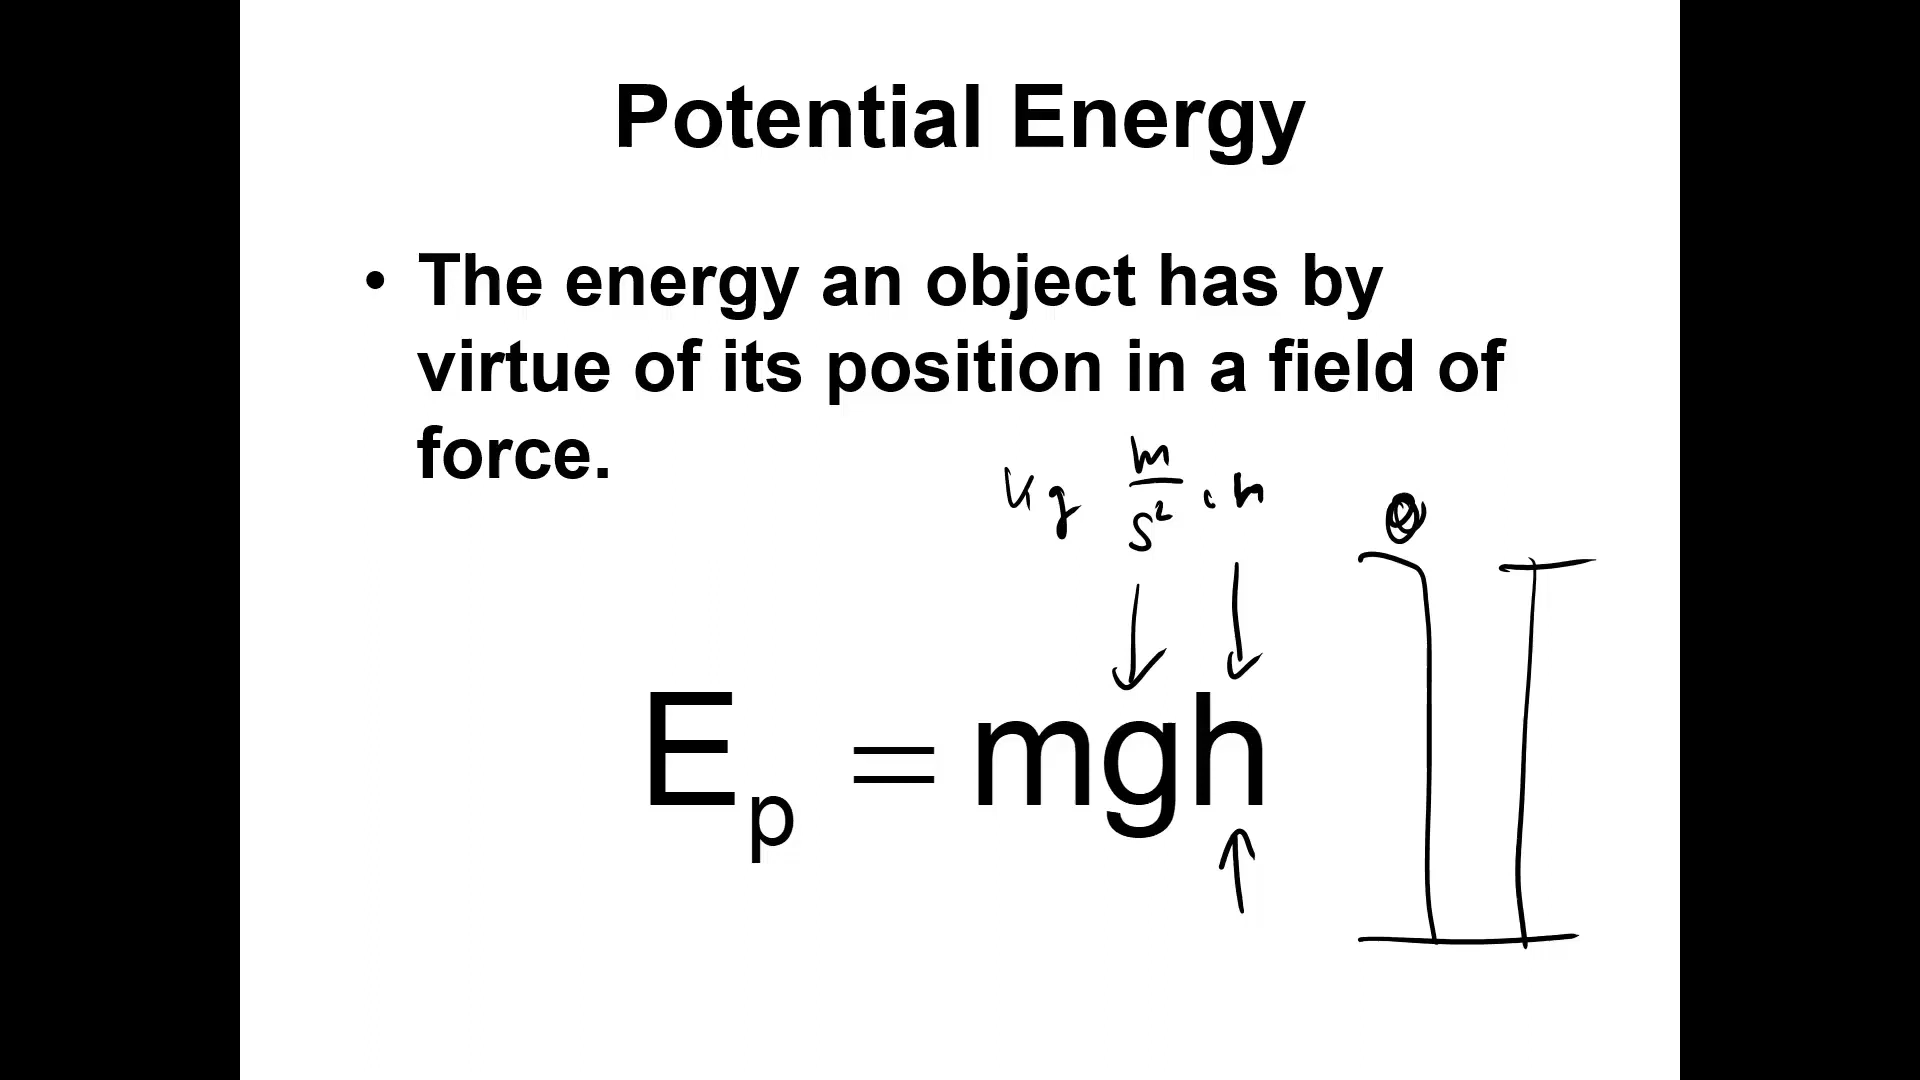 Potential Energy
• The energy an object has by
virtue of its position in a field of
force.
kg m/s² · m
Eₚ = mgh